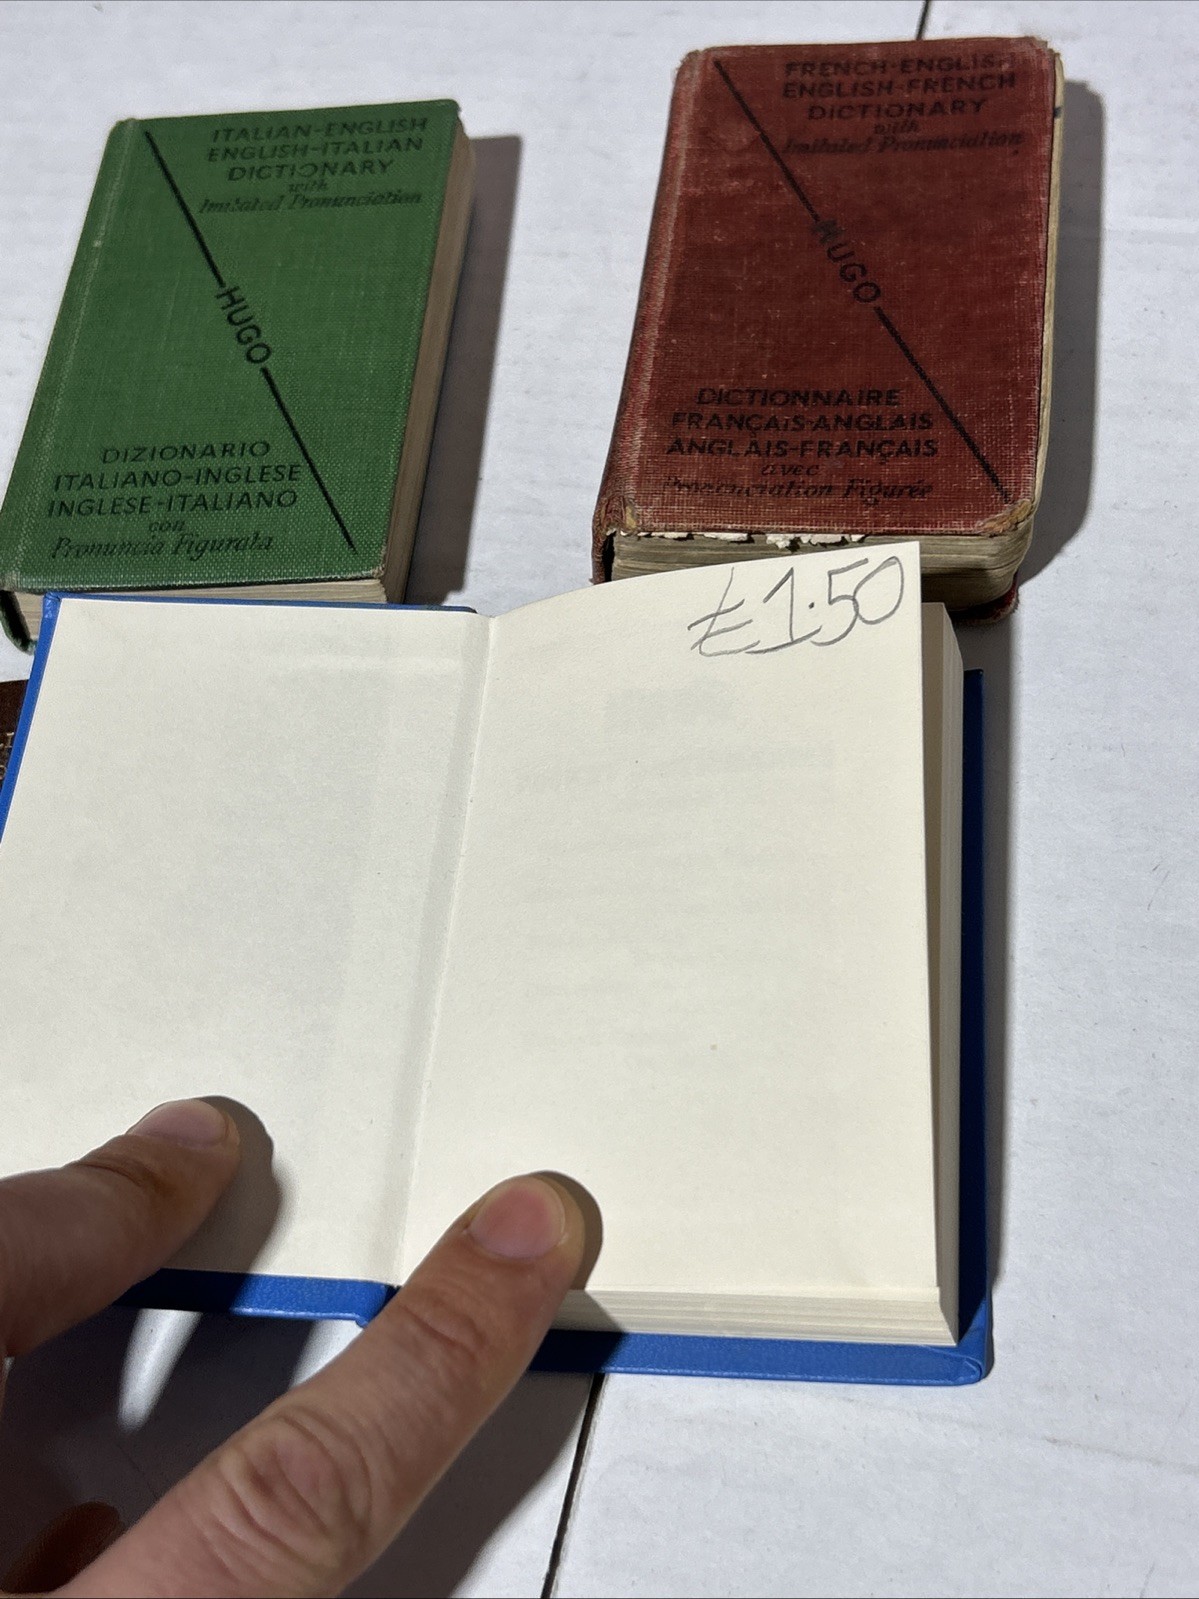 ITALIAN-ENGLISH
ENGLISH-ITALIAN
DICTIONARY
with
Imitated Pronunciation
HUGO
DIZIONARIO
ITALIANO-INGLESE
INGLESE-ITALIANO
con
Pronuncia Figurata
FRENCH-ENGLISH
ENGLISH-FRENCH
DICTIONARY
with
Imitated Pronunciation
HUGO
DICTIONNAIRE
FRANÇAIS-ANGLAIS
ANGLAIS-FRANÇAIS
avec
Prononciation Figurée
£1.50